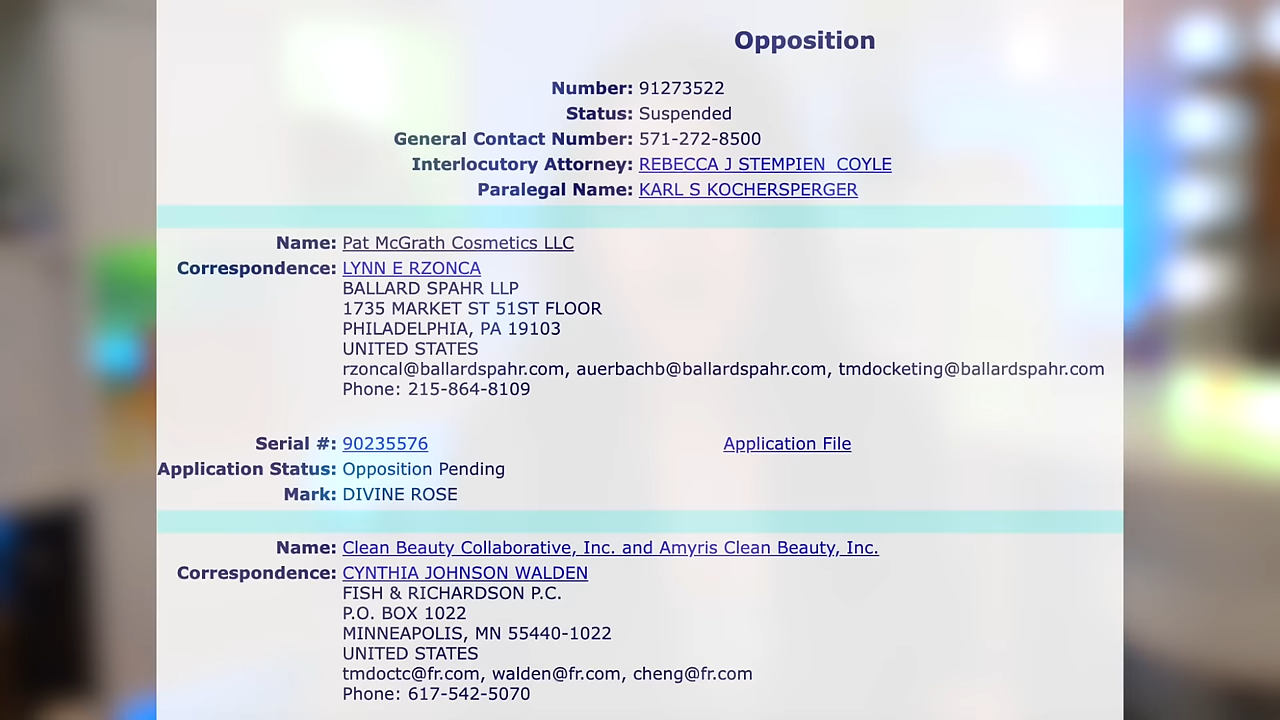 Opposition
Number: 91273522
Status: Suspended
General Contact Number: 571-272-8500
Interlocutory Attorney: REBECCA J STEMPIEN COYLE
Paralegal Name: KARL S KOCHERSPERGER
Name: Pat McGrath Cosmetics LLC
Correspondence: LYNN E RZONCA
BALLARD SPAHR LLP
1735 MARKET ST 51ST FLOOR
PHILADELPHIA, PA 19103
UNITED STATES
rzoncal@ballardspahr.com, auerbachb@ballardspahr.com, tmdocketing@ballardspahr.com
Phone: 215-864-8109
Serial #: 90235576 Application File
Application Status: Opposition Pending
Mark: DIVINE ROSE
Name: Clean Beauty Collaborative, Inc. and Amyris Clean Beauty, Inc.
Correspondence: CYNTHIA JOHNSON WALDEN
FISH & RICHARDSON P.C.
P.O. BOX 1022
MINNEAPOLIS, MN 55440-1022
UNITED STATES
tmdoctc@fr.com, walden@fr.com, cheng@fr.com
Phone: 617-542-5070